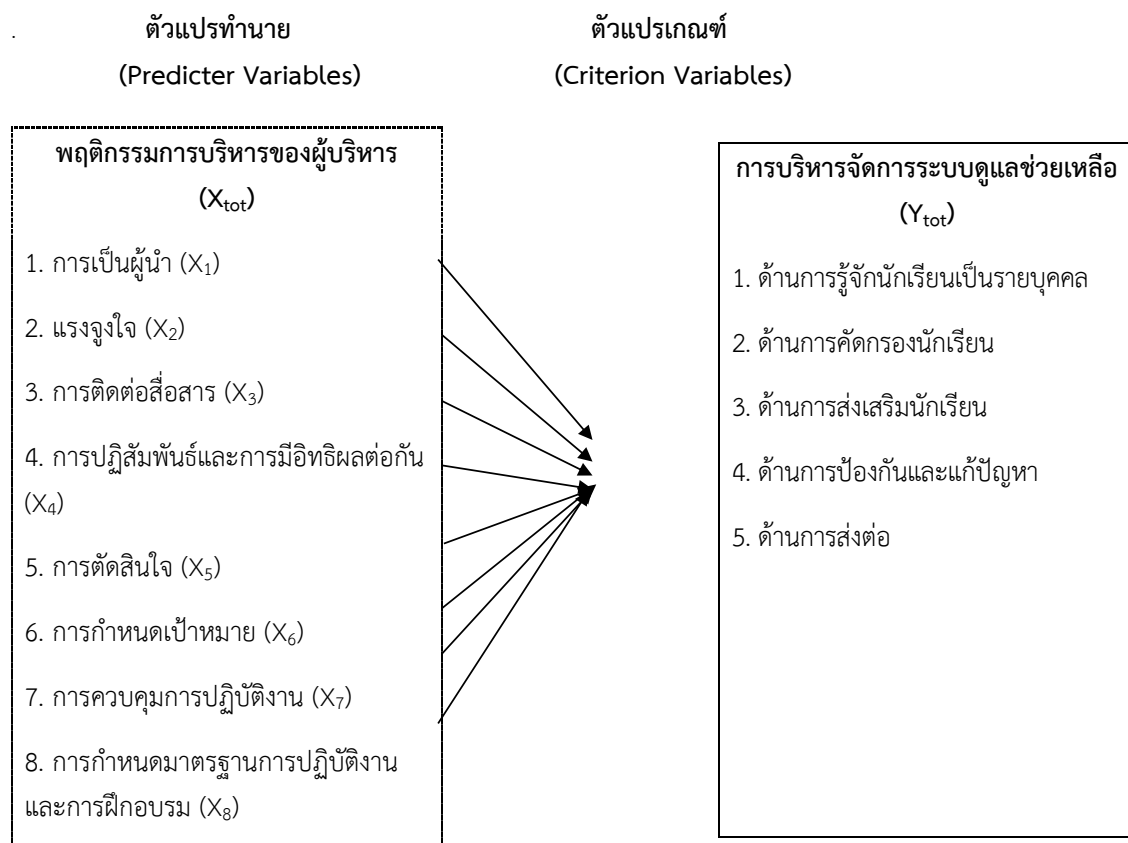 . ตัวแปรทำนาย
(Predicter Variables)
ตัวแปรเกณฑ์
(Criterion Variables)
พฤติกรรมการบริหารของผู้บริหาร
(Xtot)
1. การเป็นผู้นำ (X1)
2. แรงจูงใจ (X2)
3. การติดต่อสื่อสาร (X3)
4. การปฏิสัมพันธ์และการมีอิทธิผลต่อกัน
(X4)
5. การตัดสินใจ (X5)
6. การกำหนดเป้าหมาย (X6)
7. การควบคุมการปฏิบัติงาน (X7)
8. การกำหนดมาตรฐานการปฏิบัติงาน
และการฝึกอบรม (X8)
การบริหารจัดการระบบดูแลช่วยเหลือ
(Ytot)
1. ด้านการรู้จักนักเรียนเป็นรายบุคคล
2. ด้านการคัดกรองนักเรียน
3. ด้านการส่งเสริมนักเรียน
4. ด้านการป้องกันและแก้ปัญหา
5. ด้านการส่งต่อ